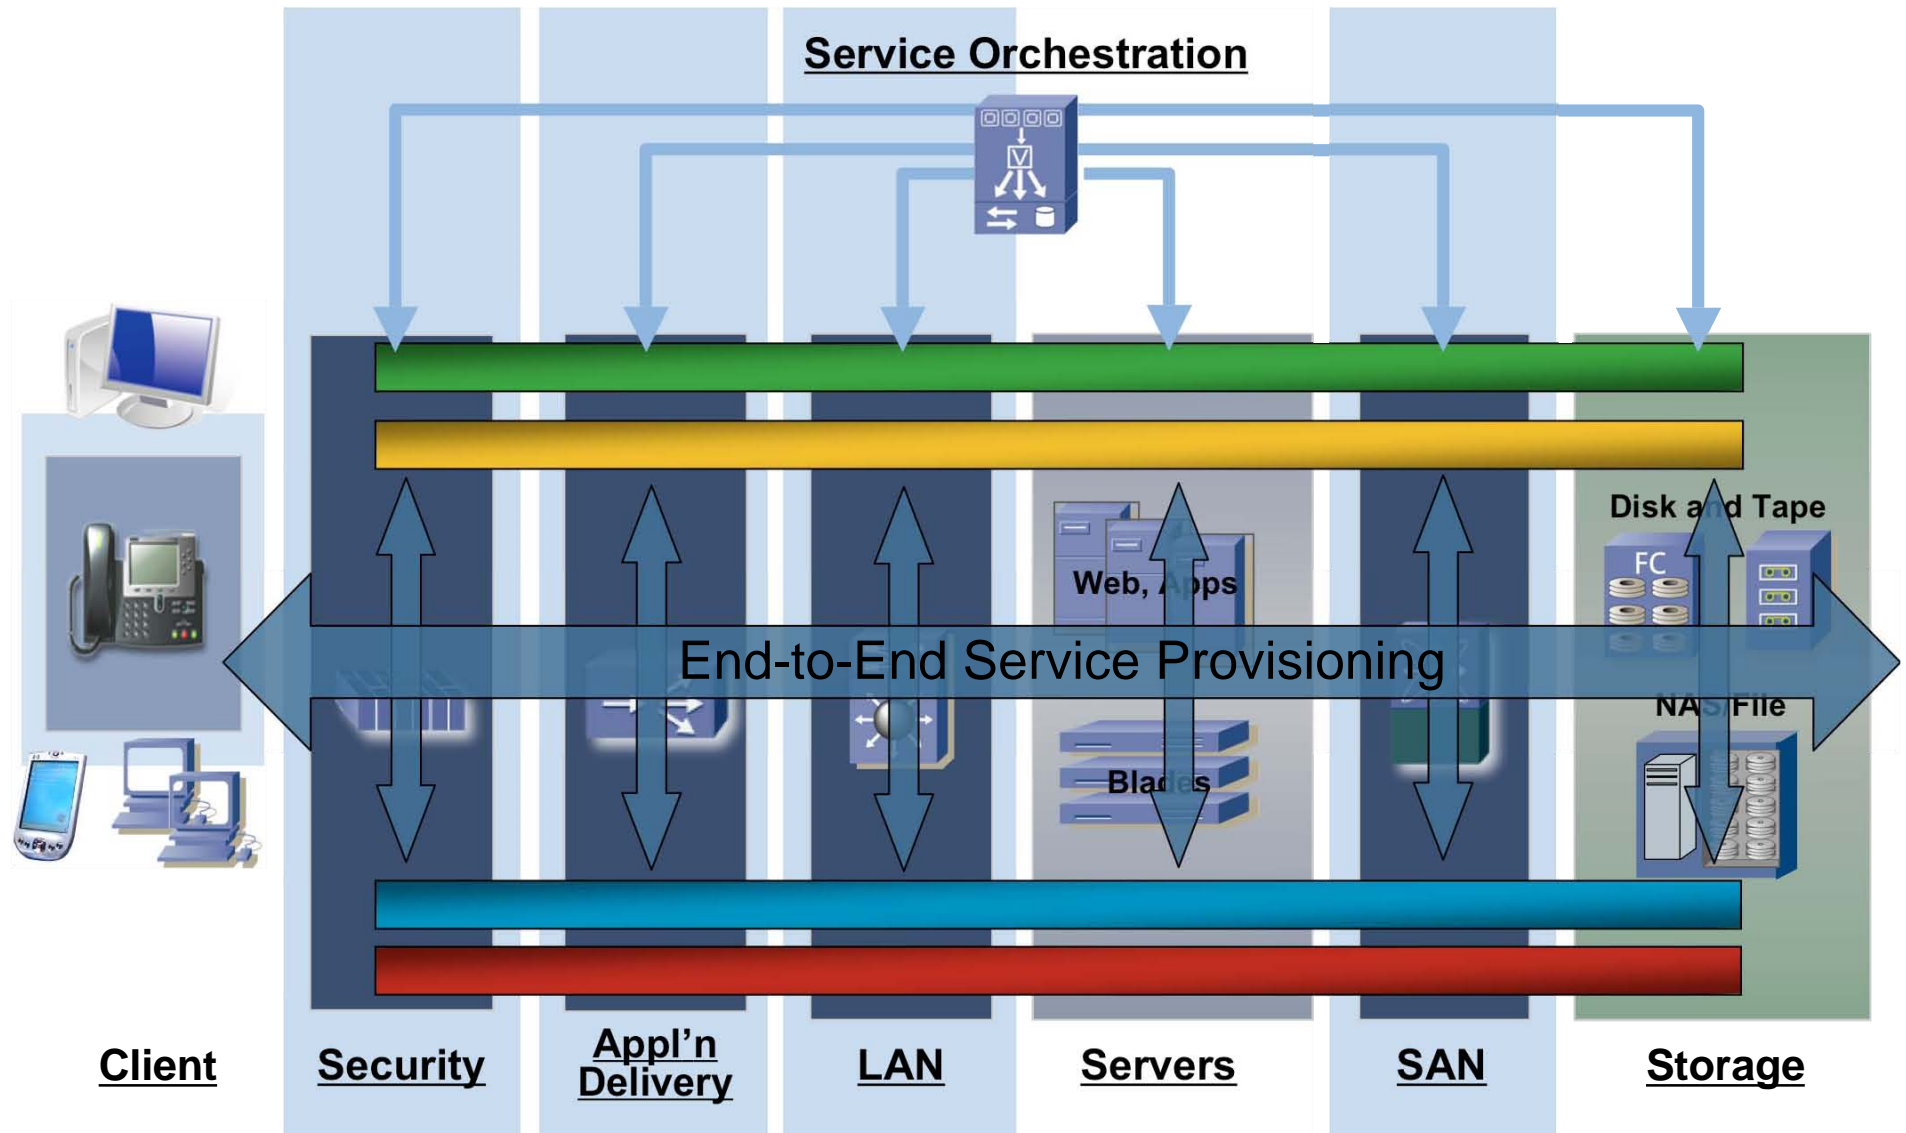 Service Orchestration
V
Disk and Tape
FC
Web, Apps
End-to-End Service Provisioning
NAS/File
Blades
Client
Security
Appl’n
Delivery
LAN
Servers
SAN
Storage